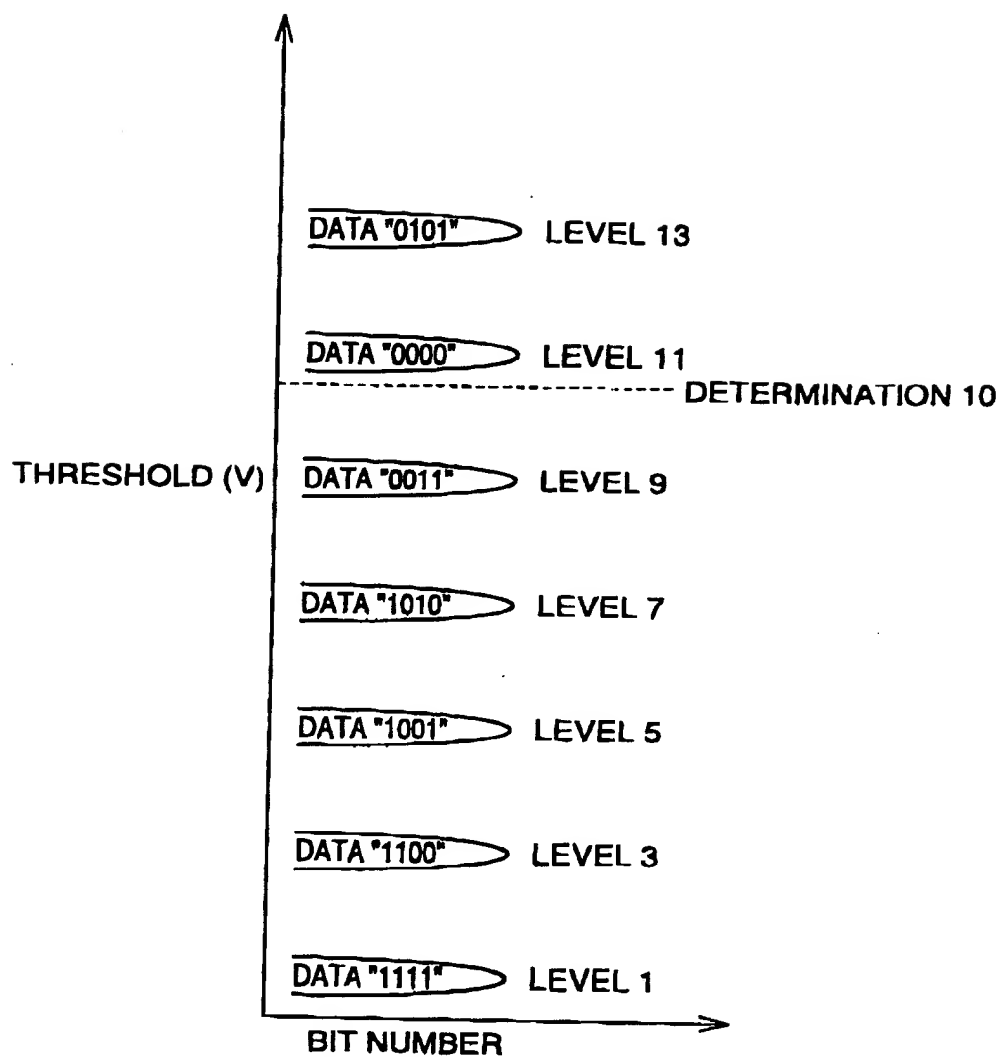 DATA "0101" LEVEL 13
DATA "0000" LEVEL 11
DETERMINATION 10
THRESHOLD (V) DATA "0011" LEVEL 9
DATA "1010" LEVEL 7
DATA "1001" LEVEL 5
DATA "1100" LEVEL 3
DATA "1111" LEVEL 1
BIT NUMBER